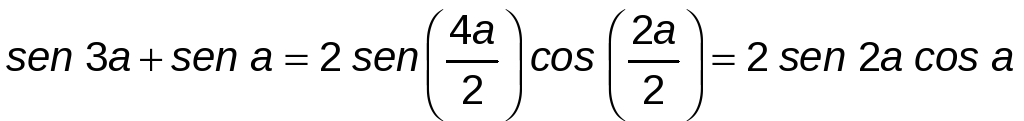 sen 3a + sen a = 2 sen(4a/2) cos (2a/2) = 2 sen 2a cos a